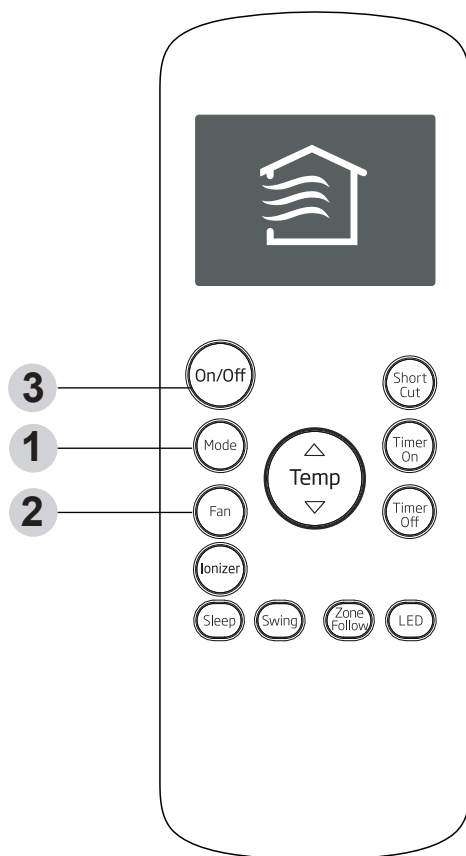 On/Off
Short
Cut
3
Mode
Timer
On
1
Temp
Fan
Timer
Off
2
Ionizer
Sleep
Swing
Zone
Follow
LED